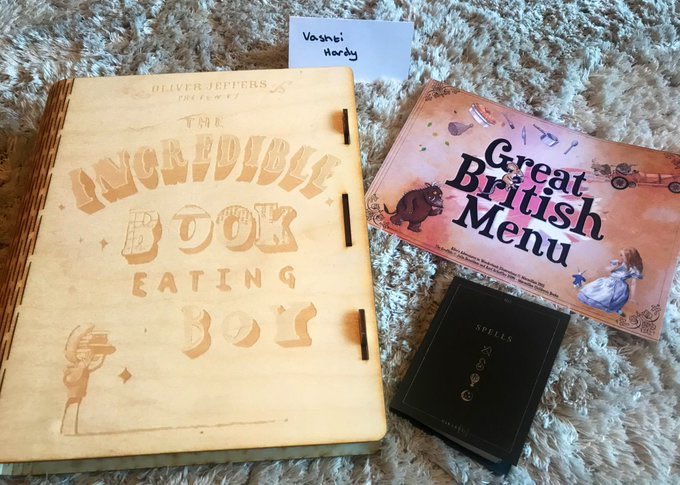 Vashti
Hardy
OLIVER JEFFERS
PRESENTS
THE
INCREDIBLE
BOOK
EATING
BOY
Great
British
Menu
SPELLS